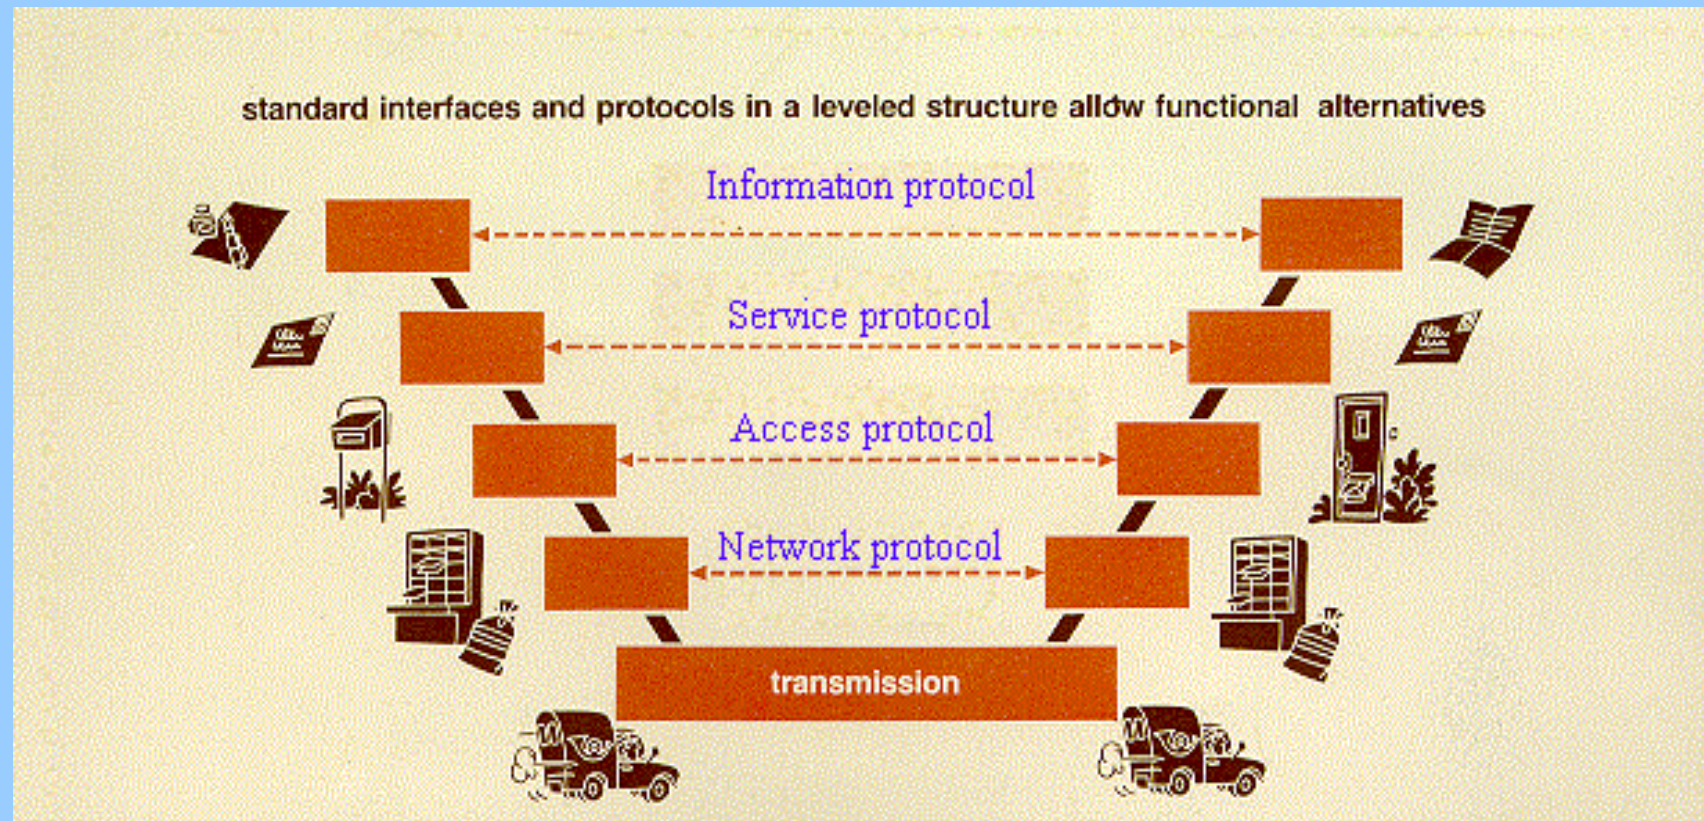 standard interfaces and protocols in a leveled structure allow functional alternatives
Information protocol
Service protocol
Access protocol
Network protocol
transmission